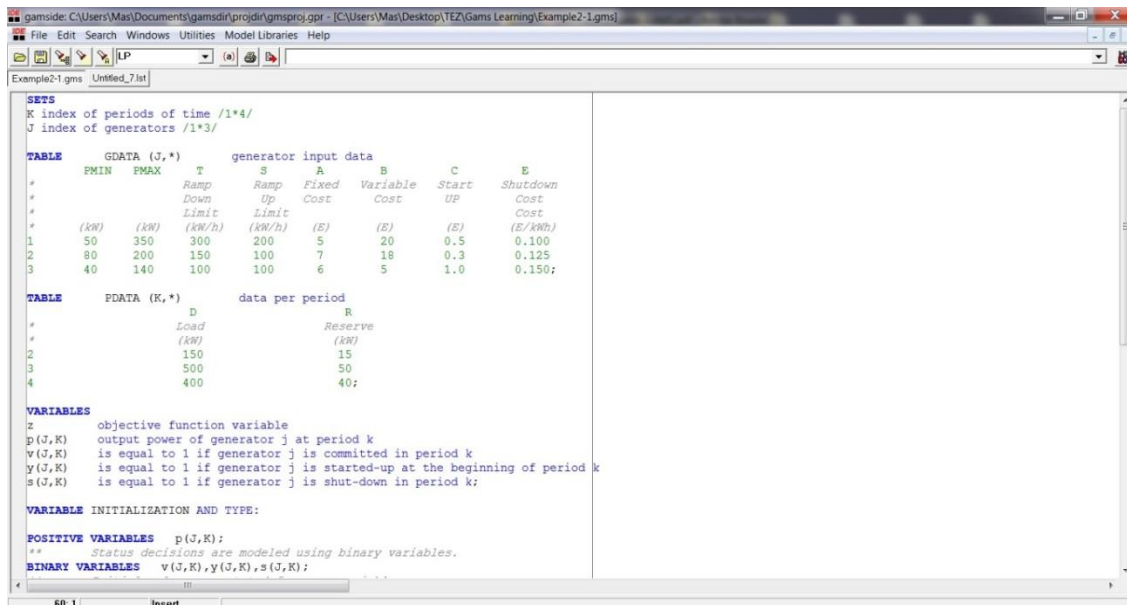 gamside: C:\Users\Mas\Documents\gamsdir\projdir\gmsproj.gpr - [C:\Users\Mas\Desktop\TEZ\Gams Learning\Example2-1.gms]
File Edit Search Windows Utilities Model Libraries Help
LP (a)
Example2-1.gms Untitled_7.lst
SETS
K index of periods of time /1*4/
J index of generators /1*3/
TABLE GDATA (J,*) generator input data
PMIN PMAX T S A B C E
* Ramp Ramp Fixed Variable Start Shutdown
* Down Up Cost Cost UP Cost
* Limit Limit Cost
* (kW) (kW) (kW/h) (kW/h) (E) (E) (E) (E/kWh)
1 50 350 300 200 5 20 0.5 0.100
2 80 200 150 100 7 18 0.3 0.125
3 40 140 100 100 6 5 1.0 0.150;
TABLE PDATA (K,*) data per period
D R
* Load Reserve
* (kW) (kW)
2 150 15
3 500 50
4 400 40;
VARIABLES
z objective function variable
p(J,K) output power of generator j at period k
v(J,K) is equal to 1 if generator j is committed in period k
y(J,K) is equal to 1 if generator j is started-up at the beginning of period k
s(J,K) is equal to 1 if generator j is shut-down in period k;
VARIABLE INITIALIZATION AND TYPE:
POSITIVE VARIABLES p(J,K);
** Status decisions are modeled using binary variables.
BINARY VARIABLES v(J,K),y(J,K),s(J,K);
60: 1 Insert